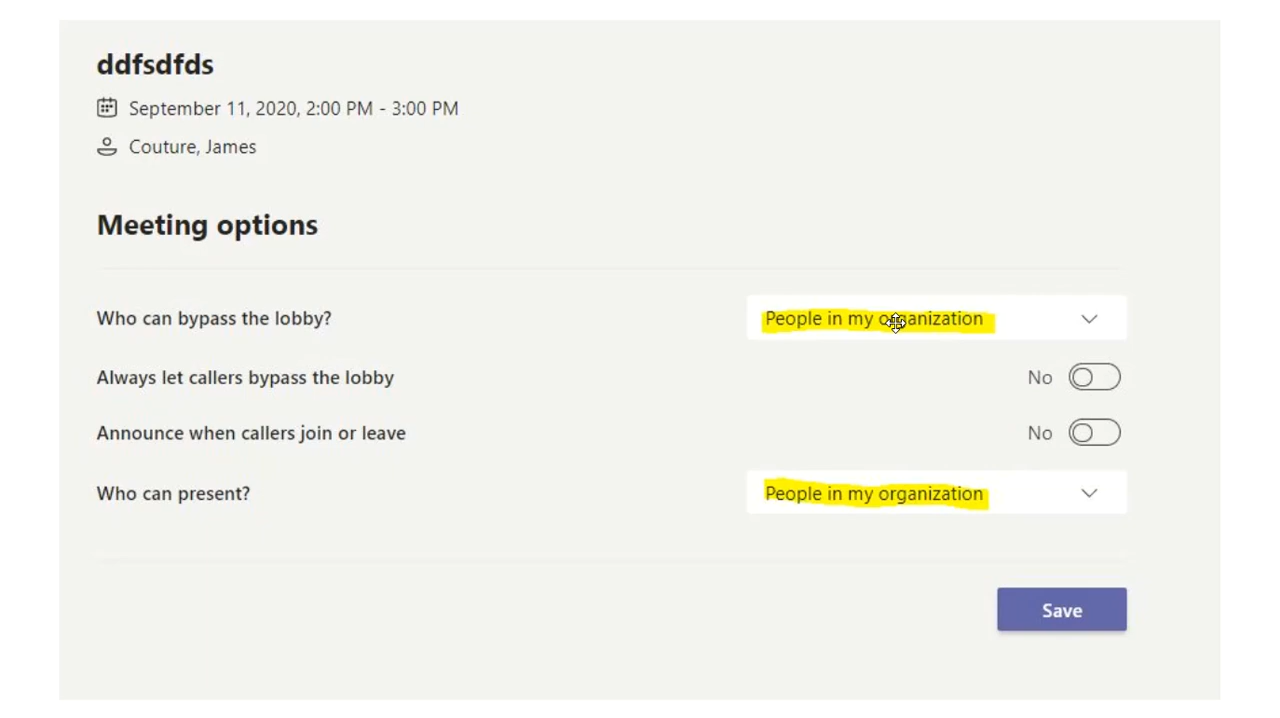 ddfsdfds
September 11, 2020, 2:00 PM - 3:00 PM
Couture, James
Meeting options
Who can bypass the lobby? People in my organization
Always let callers bypass the lobby No
Announce when callers join or leave No
Who can present? People in my organization
Save